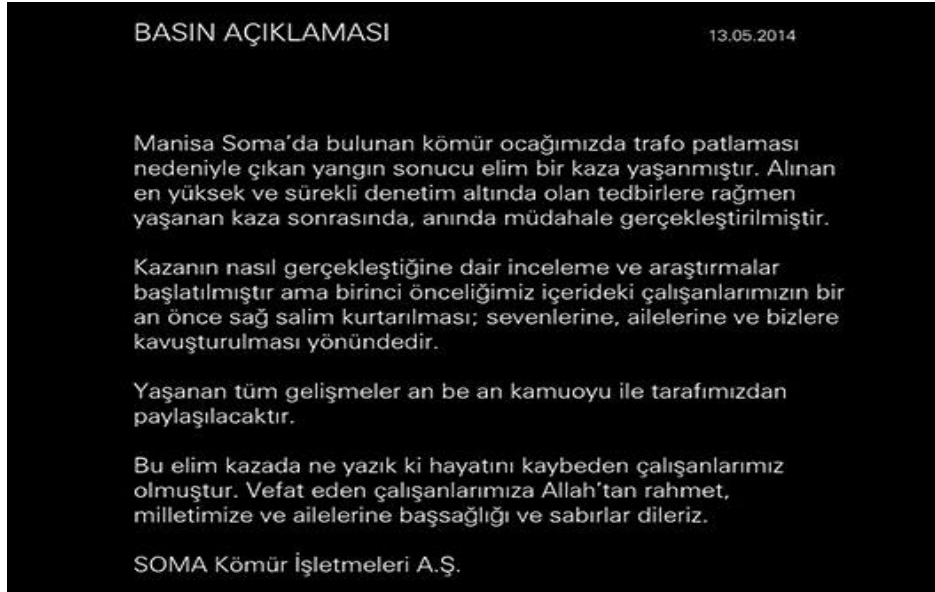 BASIN AÇIKLAMASI
13.05.2014
Manisa Soma'da bulunan kömür ocağımızda trafo patlaması
nedeniyle çıkan yangın sonucu elim bir kaza yaşanmıştır. Alınan
en yüksek ve sürekli denetim altında olan tedbirlere rağmen
yaşanan kaza sonrasında, anında müdahale gerçekleştirilmiştir.
Kazanın nasıl gerçekleştiğine dair inceleme ve araştırmalar
başlatılmıştır ama birinci önceliğimiz içerideki çalışanlarımızın bir
an önce sağ salim kurtarılması; sevenlerine, ailelerine ve bizlere
kavuşturulması yönündedir.
Yaşanan tüm gelişmeler an be an kamuoyu ile tarafımızdan
paylaşılacaktır.
Bu elim kazada ne yazık ki hayatını kaybeden çalışanlarımız
olmuştur. Vefat eden çalışanlarımıza Allah'tan rahmet,
milletimize ve ailelerine başsağlığı ve sabırlar dileriz.
SOMA Kömür İşletmeleri A.Ş.